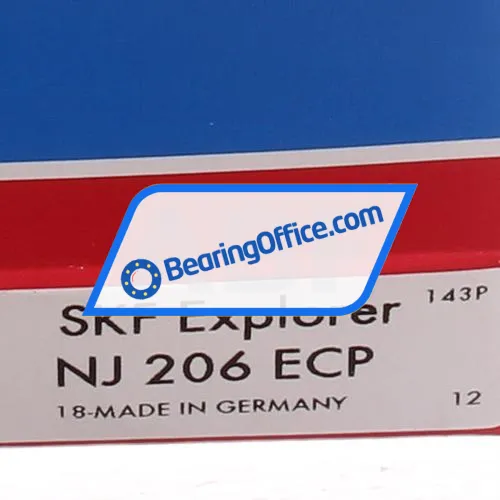 BearingOffice.com
SKF Explorer
143P
NJ 206 ECP
18-MADE IN GERMANY
12